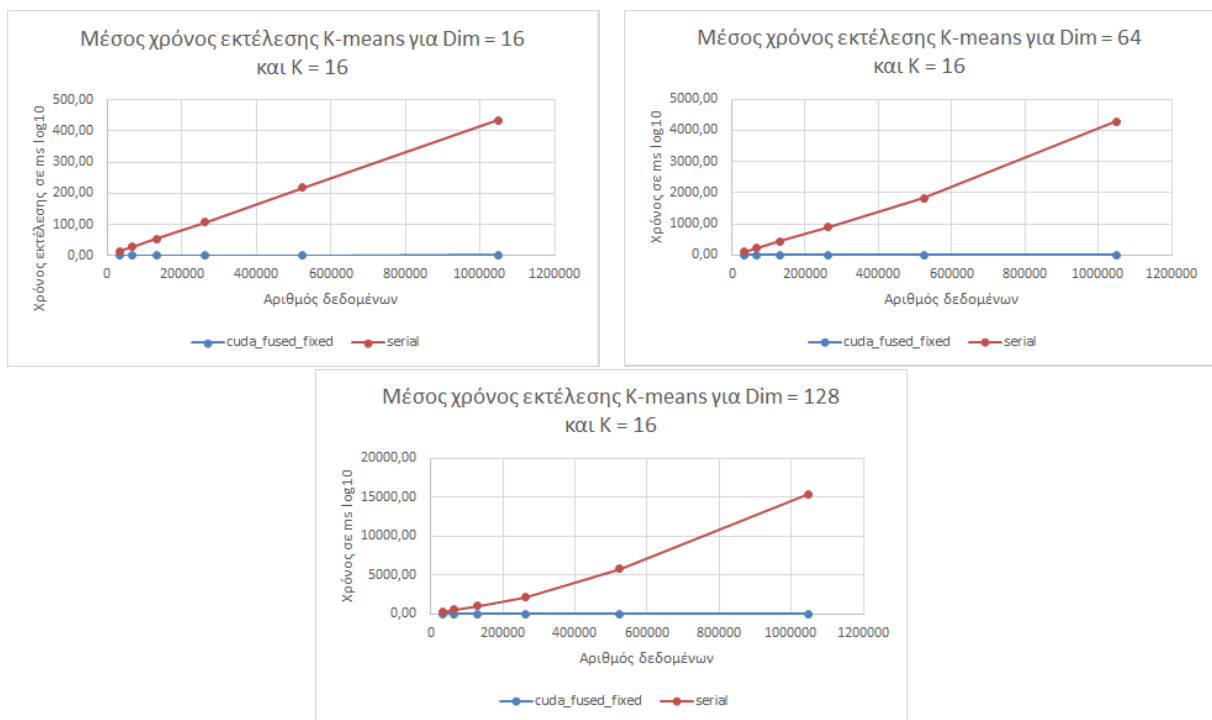 Μέσος χρόνος εκτέλεσης K-means για Dim = 16
και K = 16
Χρόνος εκτέλεσης σε ms log10
500,00
400,00
300,00
200,00
100,00
0,00
0 200000 400000 600000 800000 1000000 1200000
Αριθμός δεδομένων
cuda_fused_fixed serial
Μέσος χρόνος εκτέλεσης K-means για Dim = 64
και K = 16
Χρόνος σε ms log10
5000,00
4000,00
3000,00
2000,00
1000,00
0,00
0 200000 400000 600000 800000 1000000 1200000
Αριθμός δεδομένων
cuda_fused_fixed serial
Μέσος χρόνος εκτέλεσης K-means για Dim = 128
και K = 16
Χρόνος σε ms log10
20000,00
15000,00
10000,00
5000,00
0,00
0 200000 400000 600000 800000 1000000 1200000
Αριθμός δεδομένων
cuda_fused_fixed serial